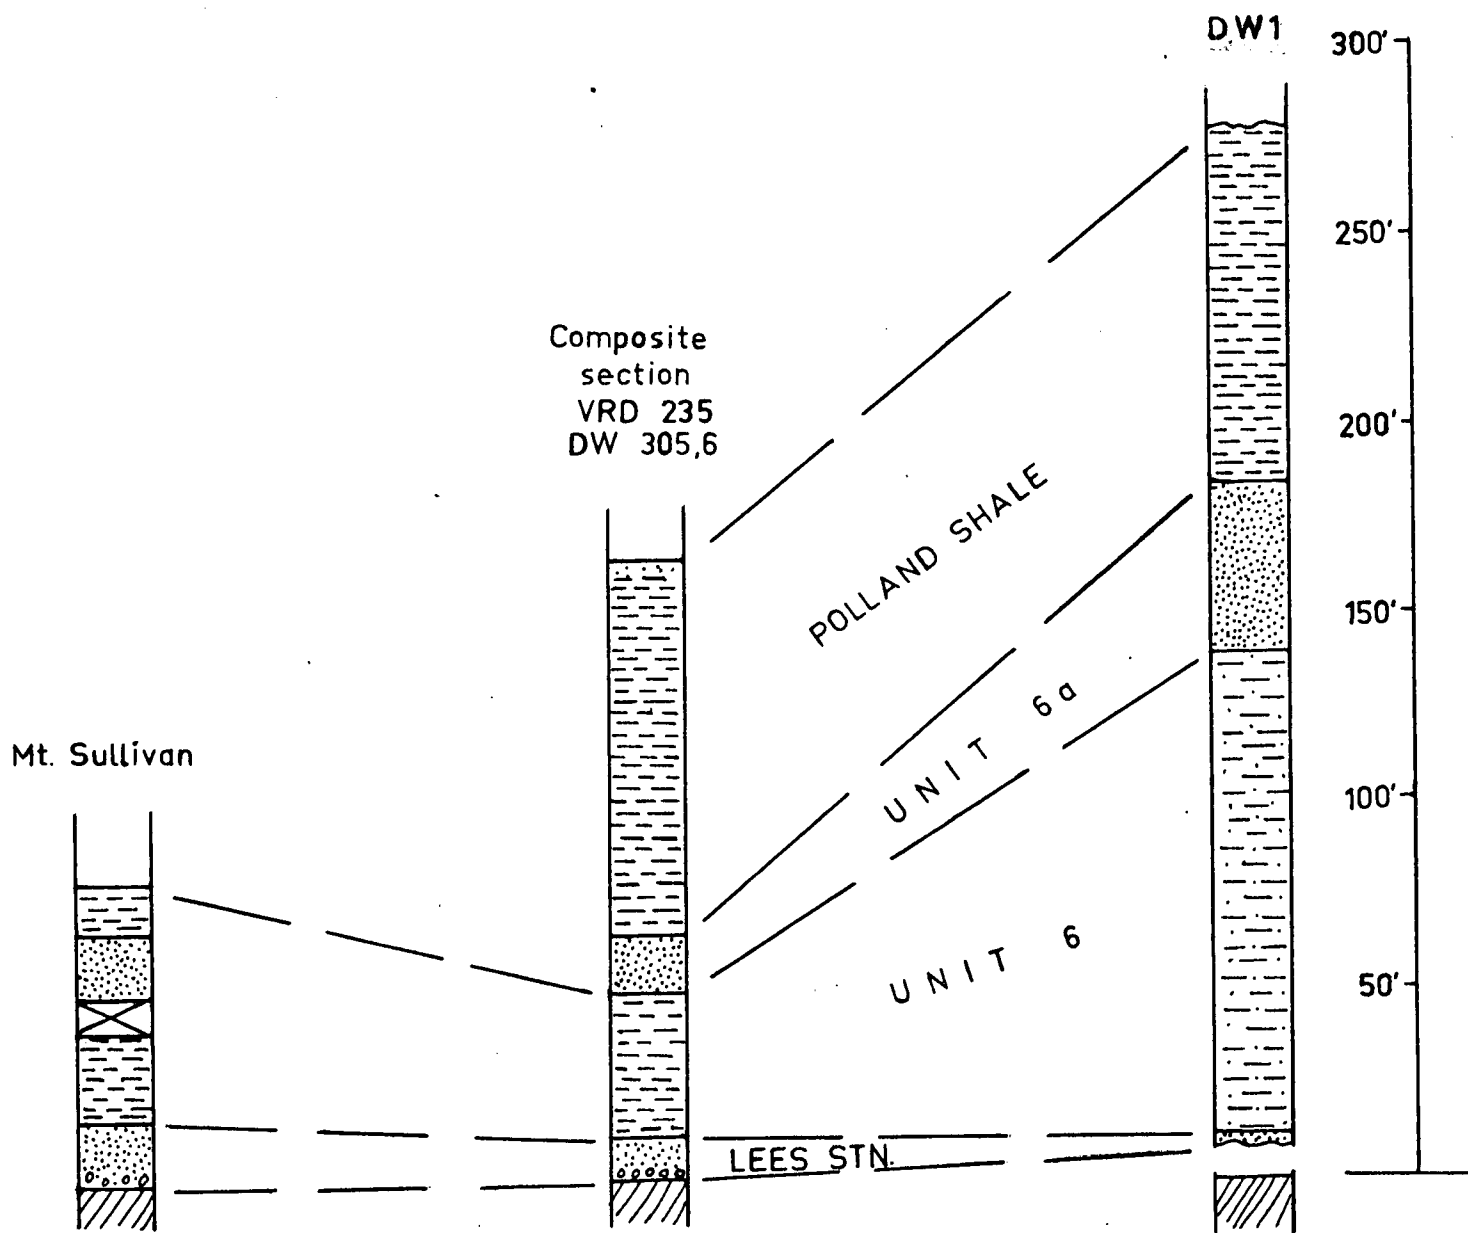 DW1
300'
250'
Composite
section
VRD 235
DW 305,6
200'
POLLAND SHALE
150'
UNIT 6a
Mt. Sullivan
100'
UNIT 6
50'
LEES STN.